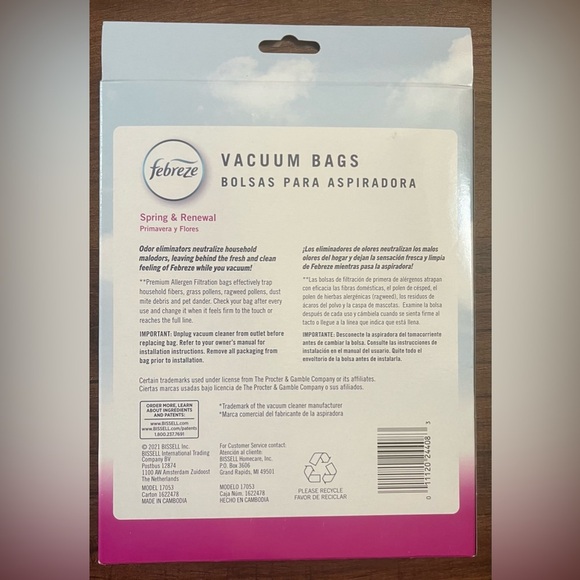 febreze
VACUUM BAGS
BOLSAS PARA ASPIRADORA
Spring & Renewal
Primavera y Flores
Odor eliminators neutralize household
malodors, leaving behind the fresh and clean
feeling of Febreze while you vacuum!
**Premium Allergen Filtration bags effectively trap
household fibers, grass pollens, ragweed pollens, dust
mite debris and pet dander. Check your bag after every
use and change it when it feels firm to the touch or
reaches the full line.
IMPORTANT: Unplug vacuum cleaner from outlet before
replacing bag. Refer to your owner's manual for
installation instructions. Remove all packaging from
bag prior to installation.
¡Los eliminadores de olores neutralizan los malos
olores del hogar y dejan la sensación fresca y limpia
de Febreze mientras pasa la aspiradora!
**Las bolsas de filtración de primera de alérgenos atrapan
con eficacia las fibras domésticas, el polen de césped, el
polen de hierbas alergénicas (ragweed), los residuos de
ácaros del polvo y la caspa de mascotas. Examine la bolsa
después de cada uso y cámbiela cuando se sienta firme al
tacto o llegue a la línea que indica que está llena.
IMPORTANTE: Desconecte la aspiradora del tomacorriente
antes de cambiar la bolsa. Consulte las instrucciones de
instalación en el manual del usuario. Quite todo el
envoltorio de la bolsa antes de instalarla.
Certain trademarks used under license from The Procter & Gamble Company or its affiliates.
Ciertas marcas usadas bajo licencia de The Procter & Gamble Company o sus afiliados.
ORDER MORE, LEARN
ABOUT INGREDIENTS
AND PATENTS:
www.BISSELL.com
www.BISSELL.com/patents
1.800.237.7691
*Trademark of the vacuum cleaner manufacturer
*Marca comercial del fabricante de la aspiradora
© 2021 BISSELL Inc.
BISSELL International Trading
Company BV
Postbus 12874
1100 AW Amsterdam Zuidoost
The Netherlands
MODEL 17053
Carton 1622478
MADE IN CAMBODIA
For Customer Service contact:
Atención al cliente:
BISSELL Homecare, Inc.
P.O. Box 3606
Grand Rapids, MI 49501
MODELO 17053
Caja Núm. 1622478
HECHO EN CAMBODIA
PLEASE RECYCLE
FAVOR DE RECICLAR
0 11120 24408 3